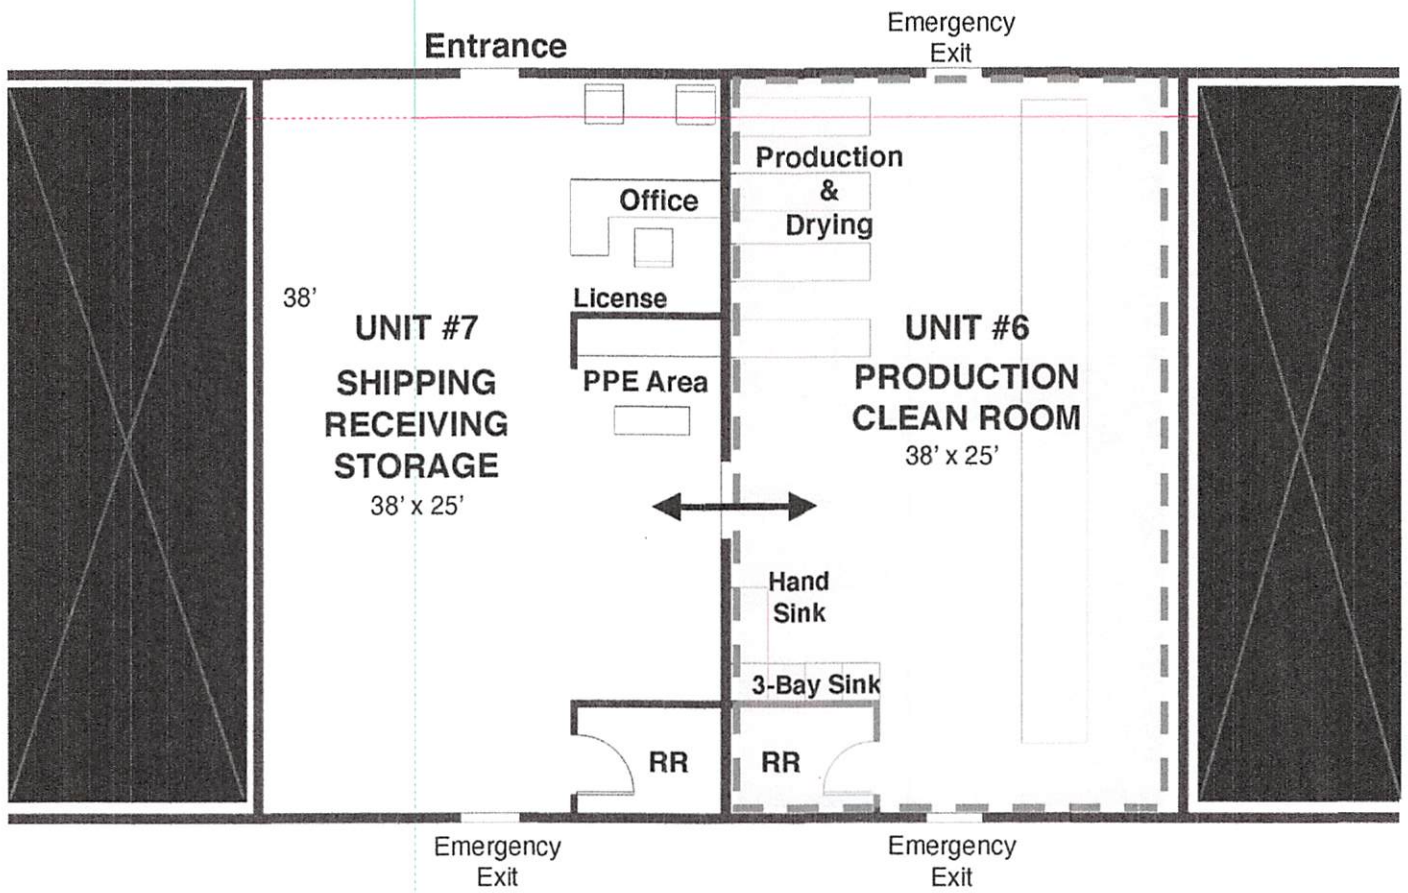 Entrance
Emergency
Exit
Office
License
PPE Area
38’
UNIT #7
SHIPPING
RECEIVING
STORAGE
38’ x 25’
RR
Emergency
Exit
Production
&
Drying
UNIT #6
PRODUCTION
CLEAN ROOM
38’ x 25’
Hand
Sink
3-Bay Sink
RR
Emergency
Exit